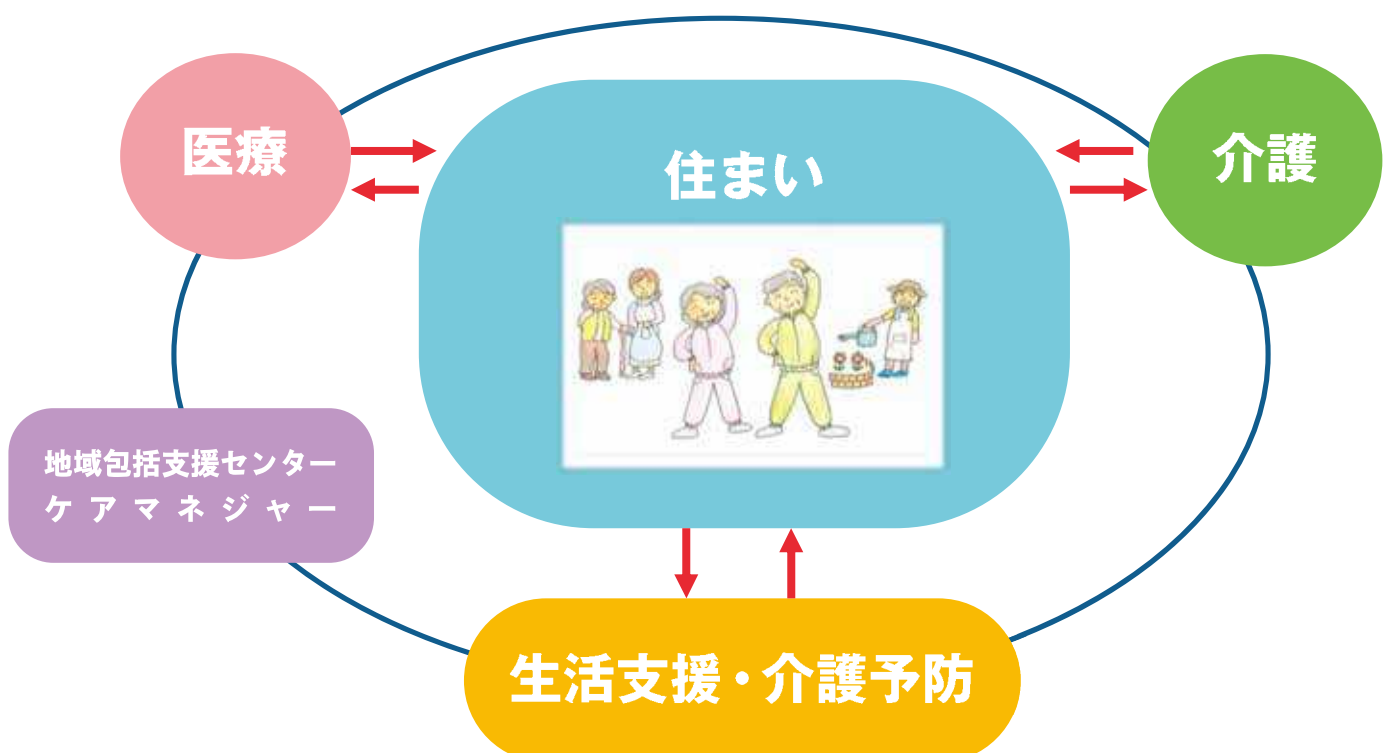 医療
住まい
介護
地域包括支援センター
ケアマネジャー
生活支援・介護予防